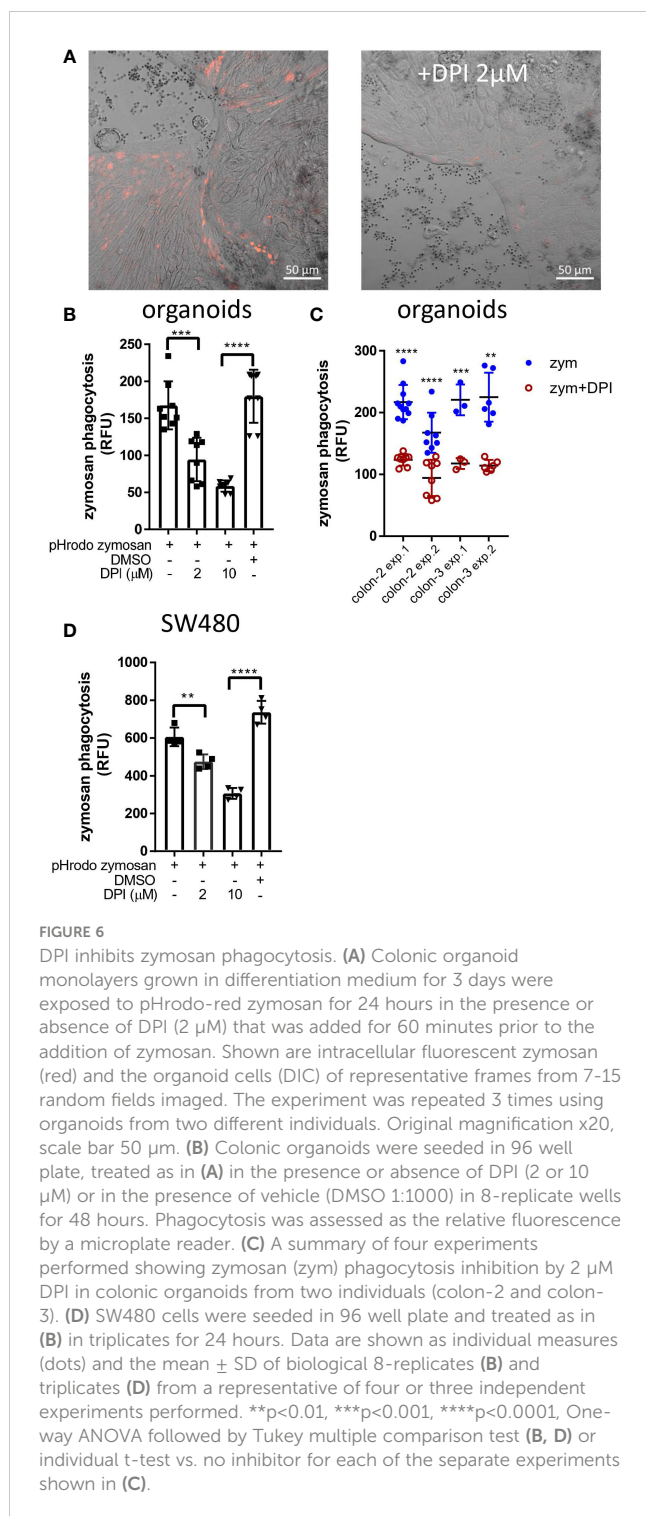 A
+DPI 2µM
50 µm
50 µm
B
organoids
zymosan phagocytosis
(RFU)
250
200
150
100
50
0
***
****
pHrodo zymosan + + + +
DMSO - - - +
DPI (µM) - 2 10 -
C
organoids
zymosan phagocytosis
(RFU)
300
200
100
0
****
****
***
**
zym
zym+DPI
colon-2 exp.1
colon-2 exp.2
colon-3 exp.1
colon-3 exp.2
D
SW480
zymosan phagocytosis
(RFU)
1000
800
600
400
200
0
**
****
pHrodo zymosan + + + +
DMSO - - - +
DPI (µM) - 2 10 -
FIGURE 6
DPI inhibits zymosan phagocytosis. (A) Colonic organoid
monolayers grown in differentiation medium for 3 days were
exposed to pHrodo-red zymosan for 24 hours in the presence or
absence of DPI (2 µM) that was added for 60 minutes prior to the
addition of zymosan. Shown are intracellular fluorescent zymosan
(red) and the organoid cells (DIC) of representative frames from 7-15
random fields imaged. The experiment was repeated 3 times using
organoids from two different individuals. Original magnification x20,
scale bar 50 µm. (B) Colonic organoids were seeded in 96 well
plate, treated as in (A) in the presence or absence of DPI (2 or 10
µM) or in the presence of vehicle (DMSO 1:1000) in 8-replicate wells
for 48 hours. Phagocytosis was assessed as the relative fluorescence
by a microplate reader. (C) A summary of four experiments
performed showing zymosan (zym) phagocytosis inhibition by 2 µM
DPI in colonic organoids from two individuals (colon-2 and colon-
3). (D) SW480 cells were seeded in 96 well plate and treated as in
(B) in triplicates for 24 hours. Data are shown as individual measures
(dots) and the mean ± SD of biological 8-replicates (B) and
triplicates (D) from a representative of four or three independent
experiments performed. **p<0.01, ***p<0.001, ****p<0.0001, One-
way ANOVA followed by Tukey multiple comparison test (B, D) or
individual t-test vs. no inhibitor for each of the separate experiments
shown in (C).